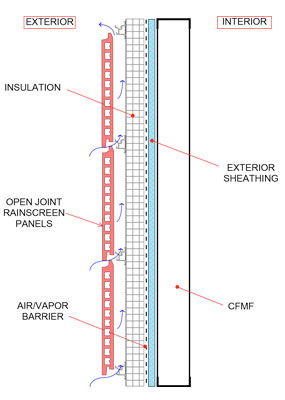 EXTERIOR
INTERIOR
INSULATION
EXTERIOR
SHEATHING
OPEN JOINT
RAINSCREEN
PANELS
AIR/VAPOR
BARRIER
CFMF